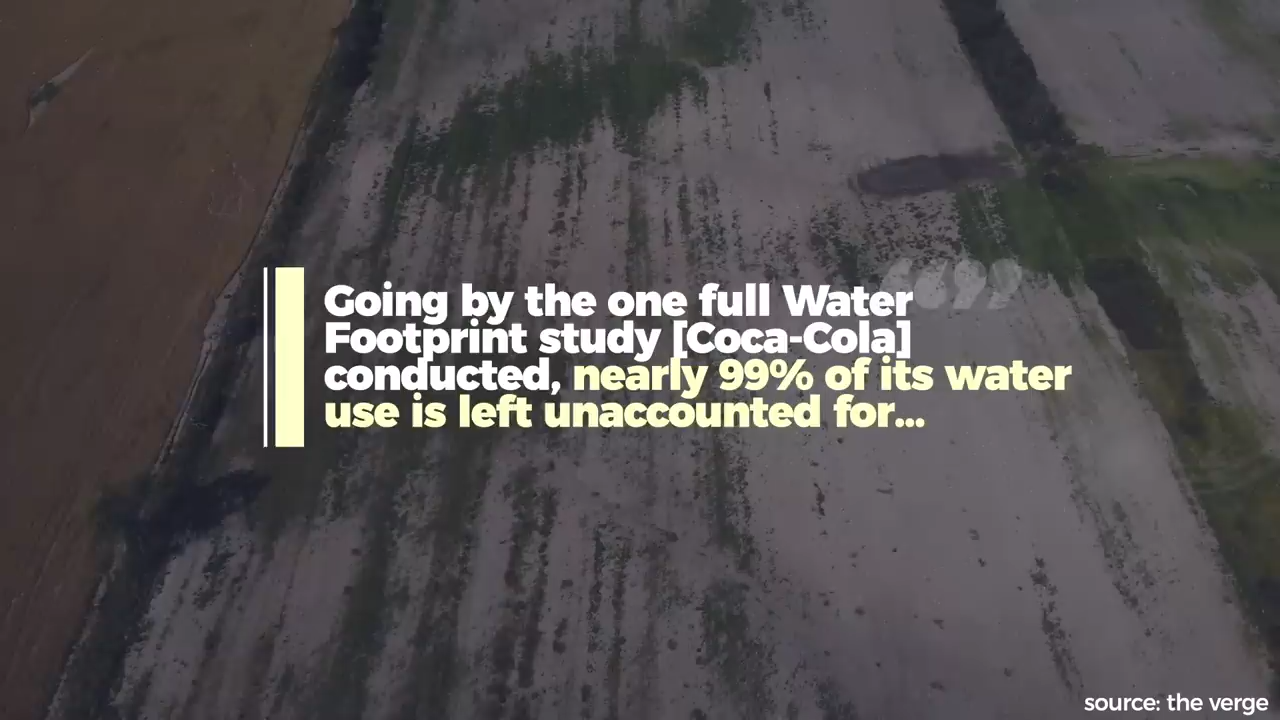 Going by the one full Water
Footprint study [Coca-Cola]
conducted, nearly 99% of its water
use is left unaccounted for...
source: the verge